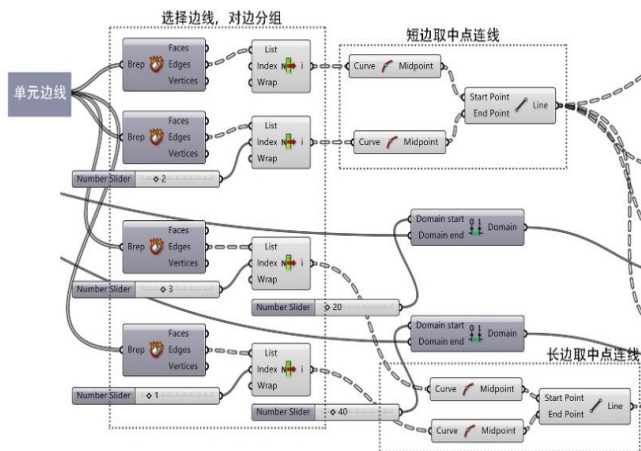 选择边线，对边分组
短边取中点连线
单元边线
Faces
Brep Edges
Vertices
List
Index i
Wrap
Curve Midpoint
Start Point
End Point Line
Faces
Brep Edges
Vertices
List
Index i
Wrap
Curve Midpoint
Number Slider 2
Faces
Brep Edges
Vertices
List
Index i
Wrap
Domain start
Domain end Domain
Number Slider 3
Number Slider 20
Faces
Brep Edges
Vertices
List
Index i
Wrap
Domain start
Domain end Domain
长边取中点连线
Number Slider 1
Number Slider 40
Curve Midpoint
Start Point
End Point Line
Curve Midpoint